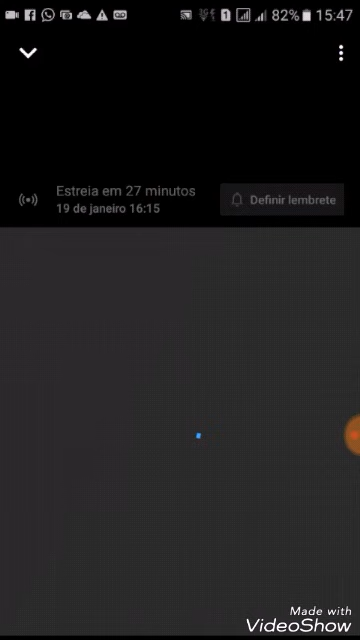 82% 15:47
Estreia em 27 minutos
19 de janeiro 16:15
Definir lembrete
Made with
VideoShow